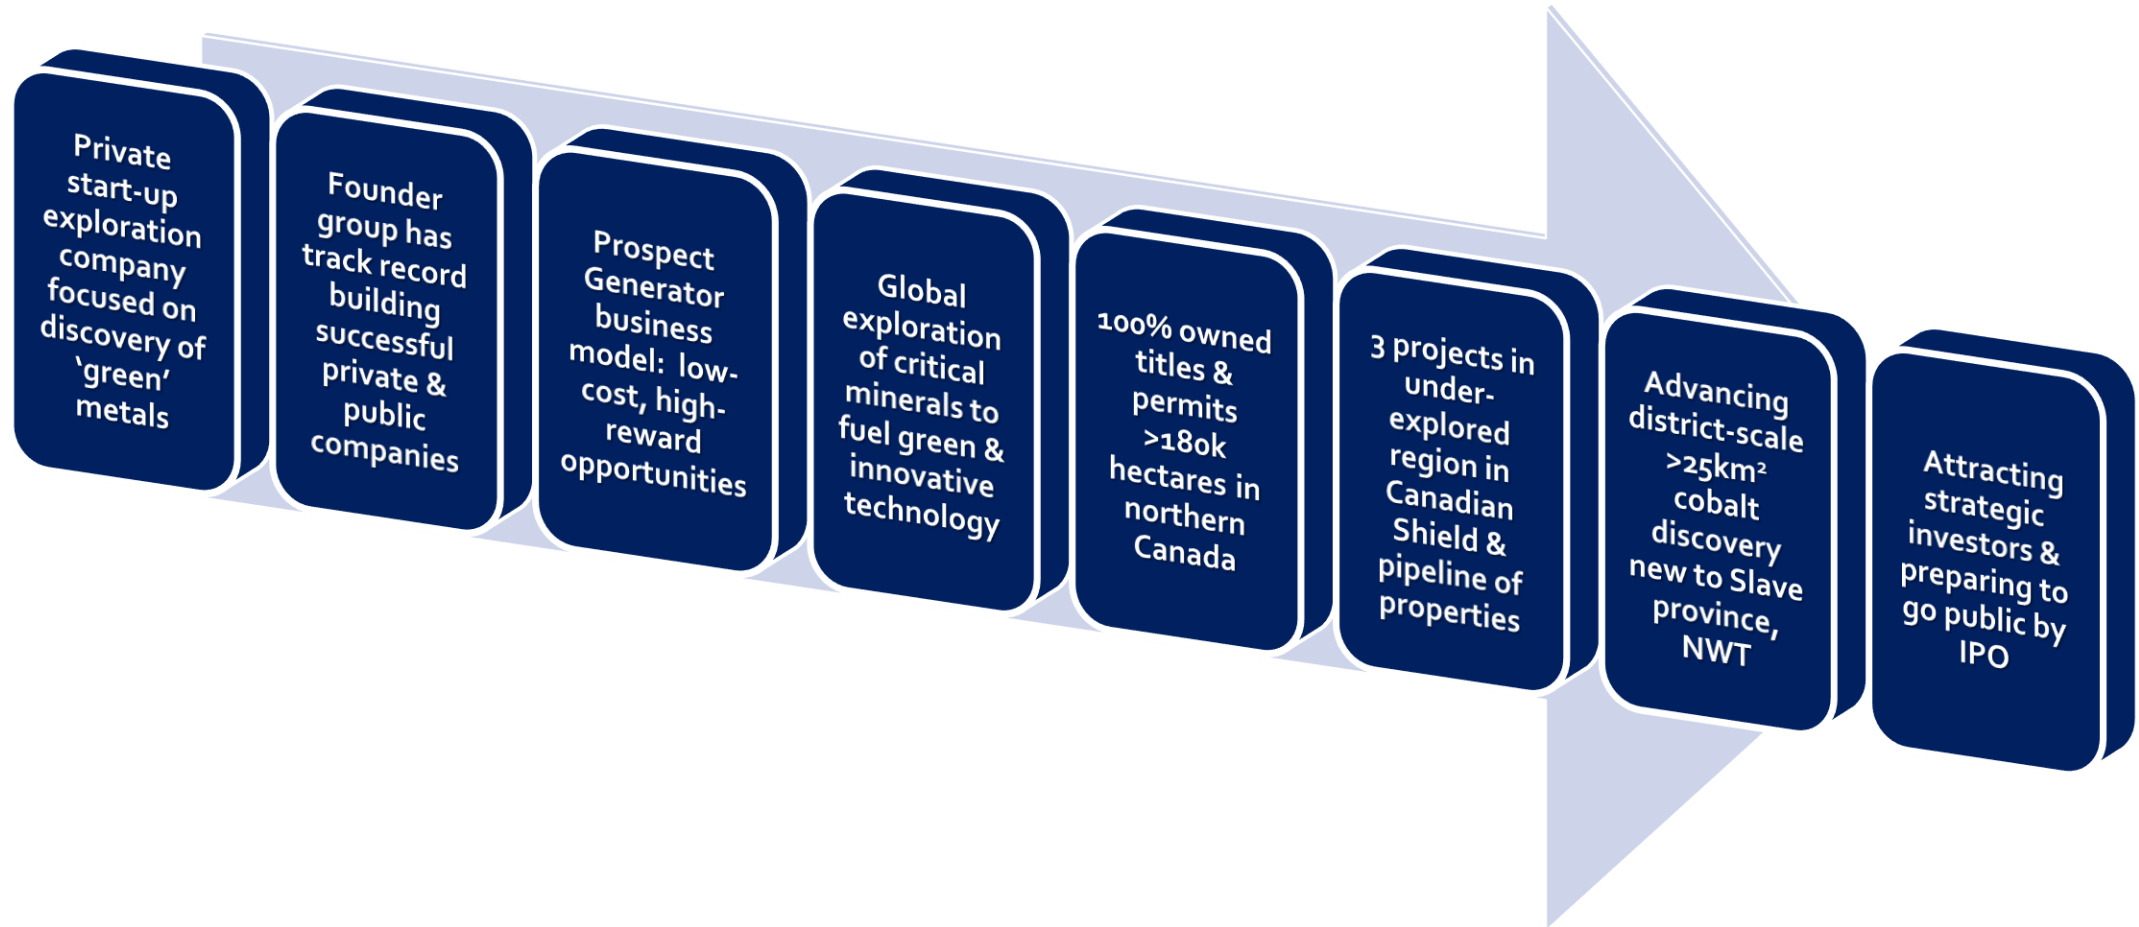 Private
start-up
exploration
company
focused on
discovery of
‘green’
metals
Founder
group has
track record
building
successful
private &
public
companies
Prospect
Generator
business
model:  low-
cost, high-
reward
opportunities
Global
exploration
of critical
minerals to
fuel green &
innovative
technology
100% owned
titles &
permits
>180k
hectares in
northern
Canada
3 projects in
under-
explored
region in
Canadian
Shield &
pipeline of
properties
Advancing
district-scale
>25km²
cobalt
discovery
new to Slave
province,
NWT
Attracting
strategic
investors &
preparing to
go public by
IPO